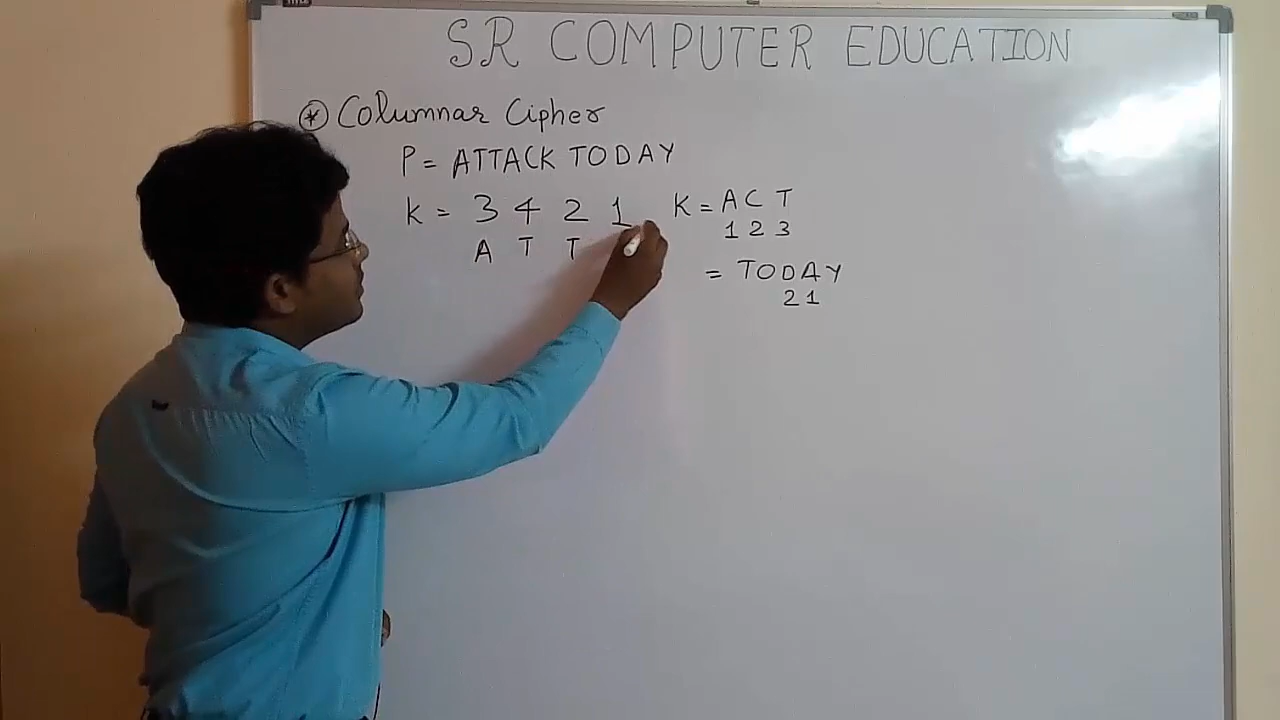 SR COMPUTER EDUCATION
* Columnar Cipher
P = ATTACK TODAY
K = 3 4 2 1
A T T
K = A C T
1 2 3
= TODAY
2 1